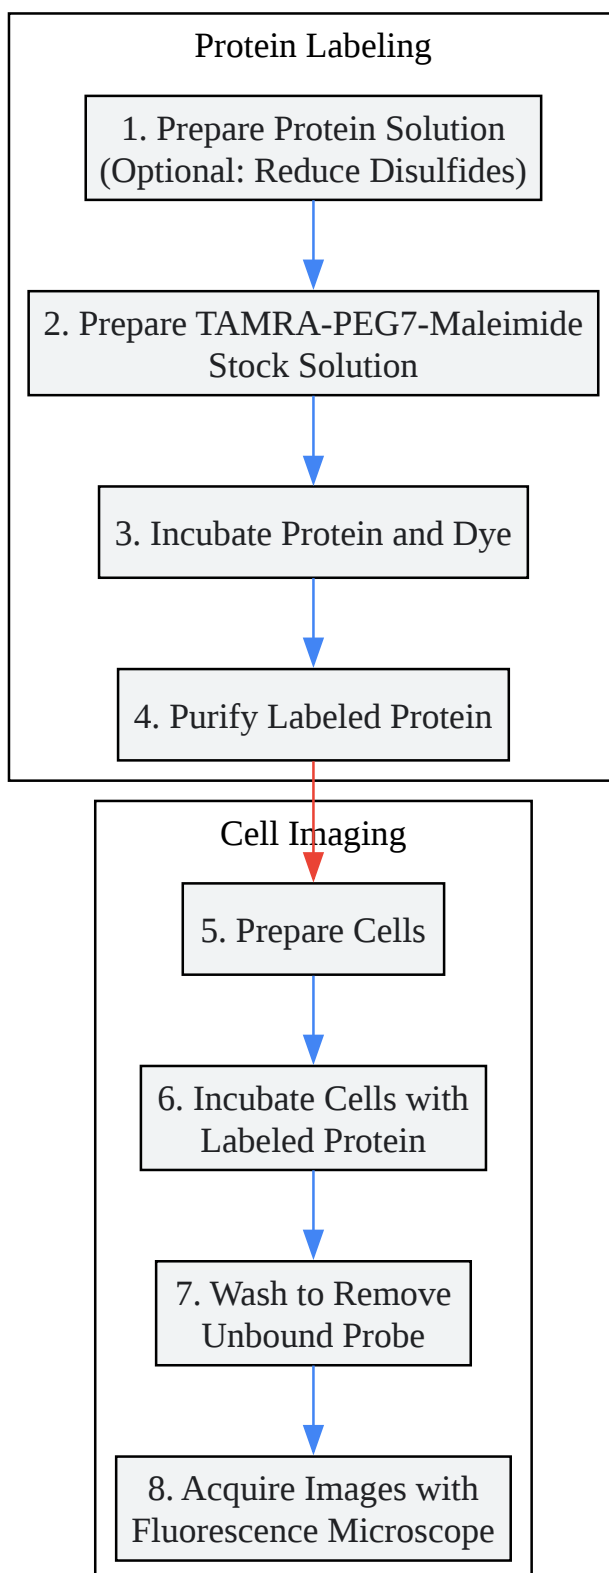 Protein Labeling
1. Prepare Protein Solution
(Optional: Reduce Disulfides)
2. Prepare TAMRA-PEG7-Maleimide
Stock Solution
3. Incubate Protein and Dye
4. Purify Labeled Protein
Cell Imaging
5. Prepare Cells
6. Incubate Cells with
Labeled Protein
7. Wash to Remove
Unbound Probe
8. Acquire Images with
Fluorescence Microscope